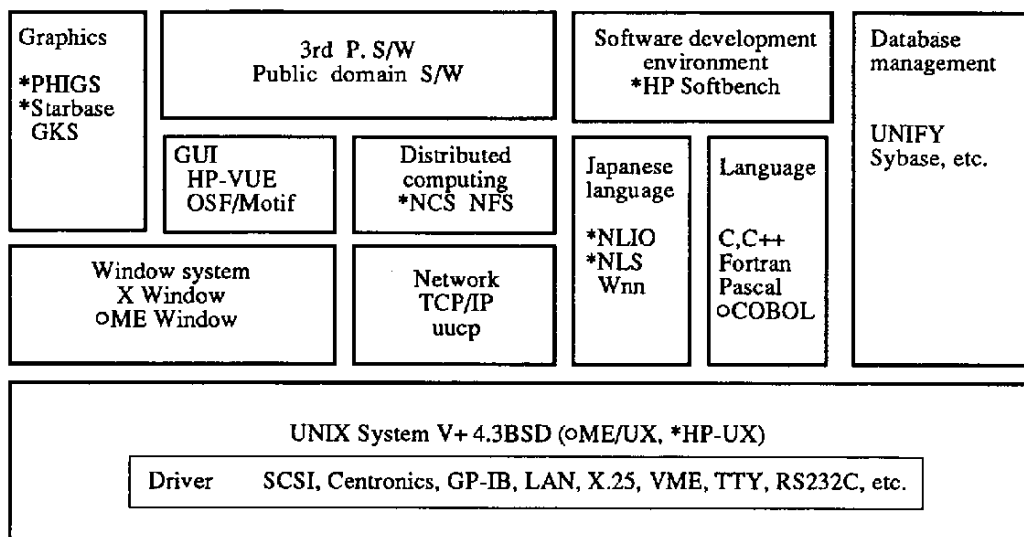 Graphics
*PHIGS
*Starbase
GKS
3rd P. S/W
Public domain S/W
Software development
environment
*HP Softbench
Database
management
UNIFY
Sybase, etc.
GUI
HP-VUE
OSF/Motif
Distributed
computing
*NCS NFS
Japanese
language
*NLIO
*NLS
Wnn
Language
C,C++
Fortran
Pascal
○COBOL
Window system
X Window
○ME Window
Network
TCP/IP
uucp
UNIX System V+ 4.3BSD (○ME/UX, *HP-UX)
Driver SCSI, Centronics, GP-IB, LAN, X.25, VME, TTY, RS232C, etc.